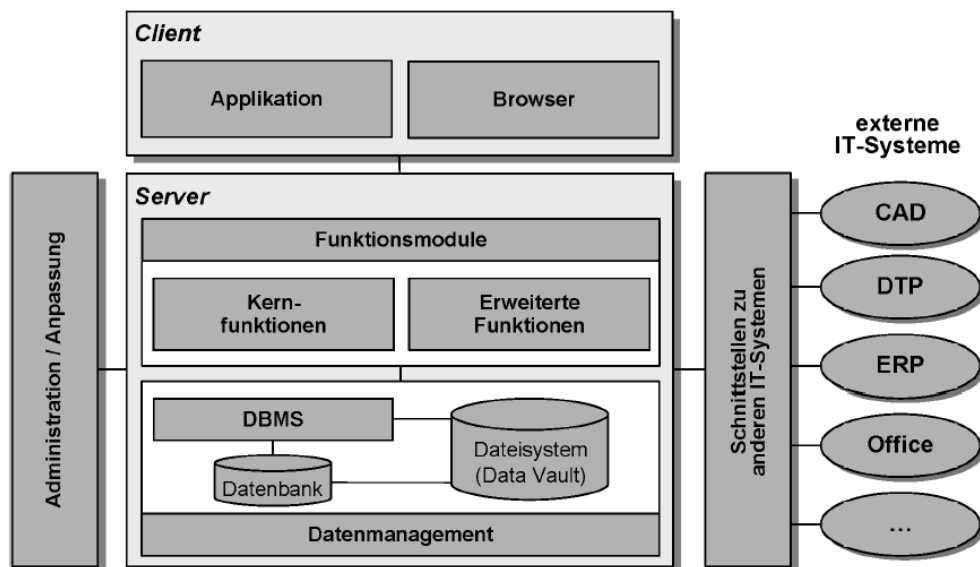 Client
Applikation
Browser
externe
IT-Systeme
Administration / Anpassung
Server
Funktionsmodule
Kern-
funktionen
Erweiterte
Funktionen
DBMS
Datenbank
Dateisystem
(Data Vault)
Datenmanagement
Schnittstellen zu
anderen IT-Systemen
CAD
DTP
ERP
Office
...